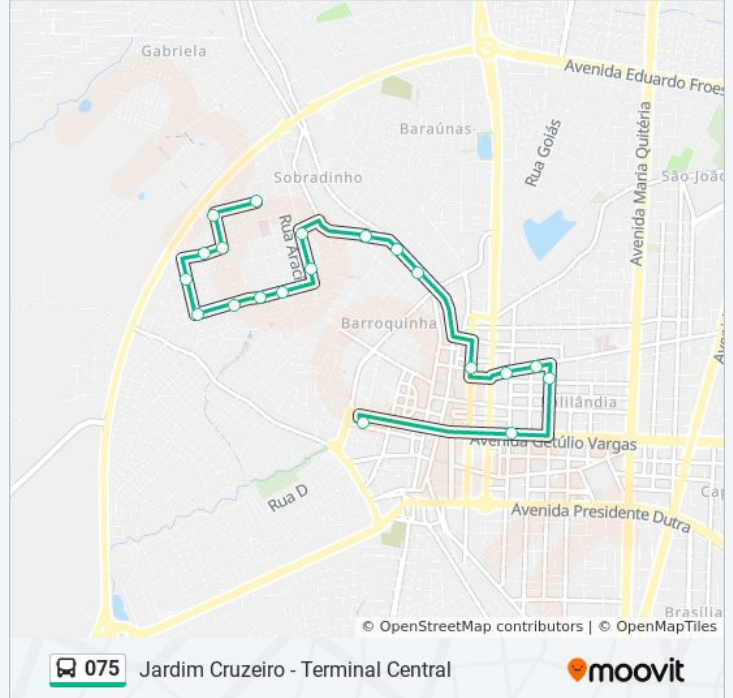 Gabriela
Avenida Eduardo Froes
Baraúnas
Rua Goiás
Avenida Maria Quitéria
São João
Sobradinho
Rua Araci
Barroquinha
Avenida Getúlio Vargas
Rua D
Avenida Presidente Dutra
Brasília
© OpenStreetMap contributors | © OpenMapTiles
075 Jardim Cruzeiro - Terminal Central
moovit